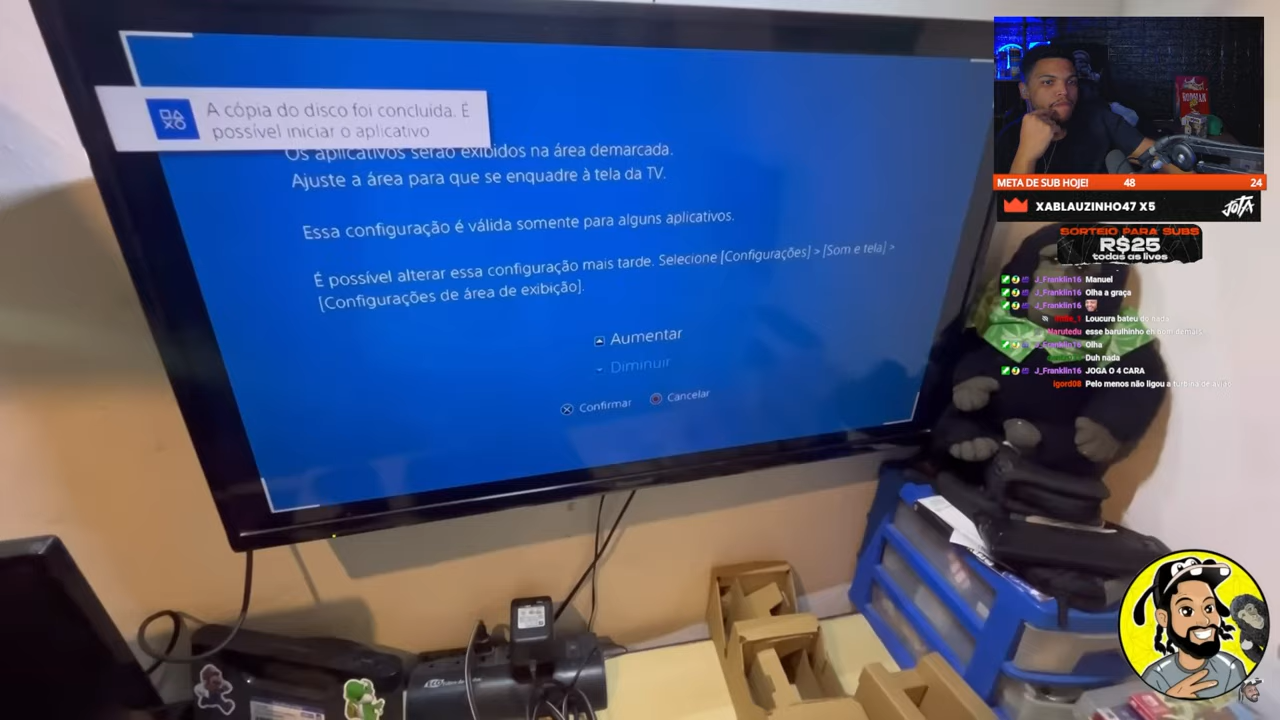 A cópia do disco foi concluída. É
possível iniciar o aplicativo
Os aplicativos serão exibidos na área demarcada.
Ajuste a área para que se enquadre à tela da TV.
Essa configuração é válida somente para alguns aplicativos.
É possível alterar essa configuração mais tarde. Selecione [Configurações] > [Som e tela] >
[Configurações de área de exibição].
Aumentar
Diminuir
Confirmar
Cancelar
META DE SUB HOJE! 48 24
XABLAUZINHO47 X5
JOTA
SORTEIO PARA SUBS
R$25
todas as lives
J_Franklin16 Manuel
J_Franklin16 Olha a graça
J_Franklin16
Loucura bateu do nada
Narutedu esse barulhinho eh bom demais
J_Franklin16 Olha
Duh nada
J_Franklin16 JOGA O 4 CARA
igord08 Pelo menos não ligou a turbina de avião